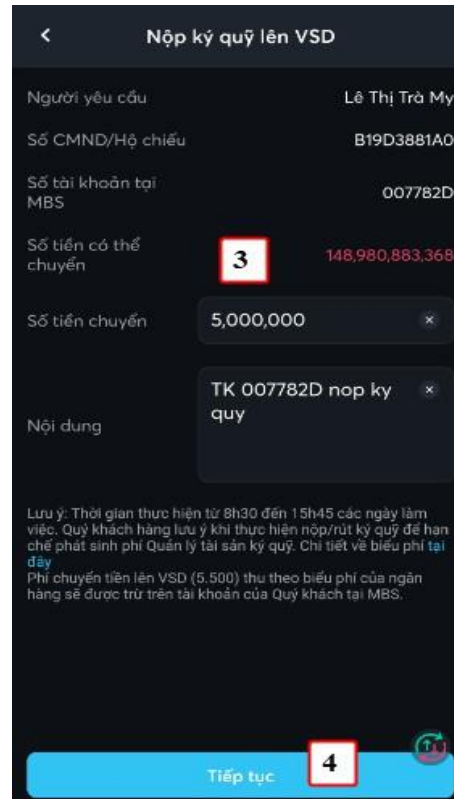 Nộp ký quỹ lên VSD
Người yêu cầu Lê Thị Trà My
Số CMND/Hộ chiếu B19D3881A0
Số tài khoản tại
MBS 007782D
Số tiền có thể
chuyển 3 148,980,883,368
Số tiền chuyển 5,000,000
TK 007782D nop ky
quy
Nội dung
Lưu ý: Thời gian thực hiện từ 8h30 đến 15h45 các ngày làm
việc. Quý khách hàng lưu ý khi thực hiện nộp/rút ký quỹ để hạn
chế phát sinh phí Quản lý tài sản ký quỹ. Chi tiết về biểu phí tại
đây
Phí chuyển tiền lên VSD (5.500) thu theo biểu phí của ngân
hàng sẽ được trừ trên tài khoản của Quý khách tại MBS.
Tiếp tục 4